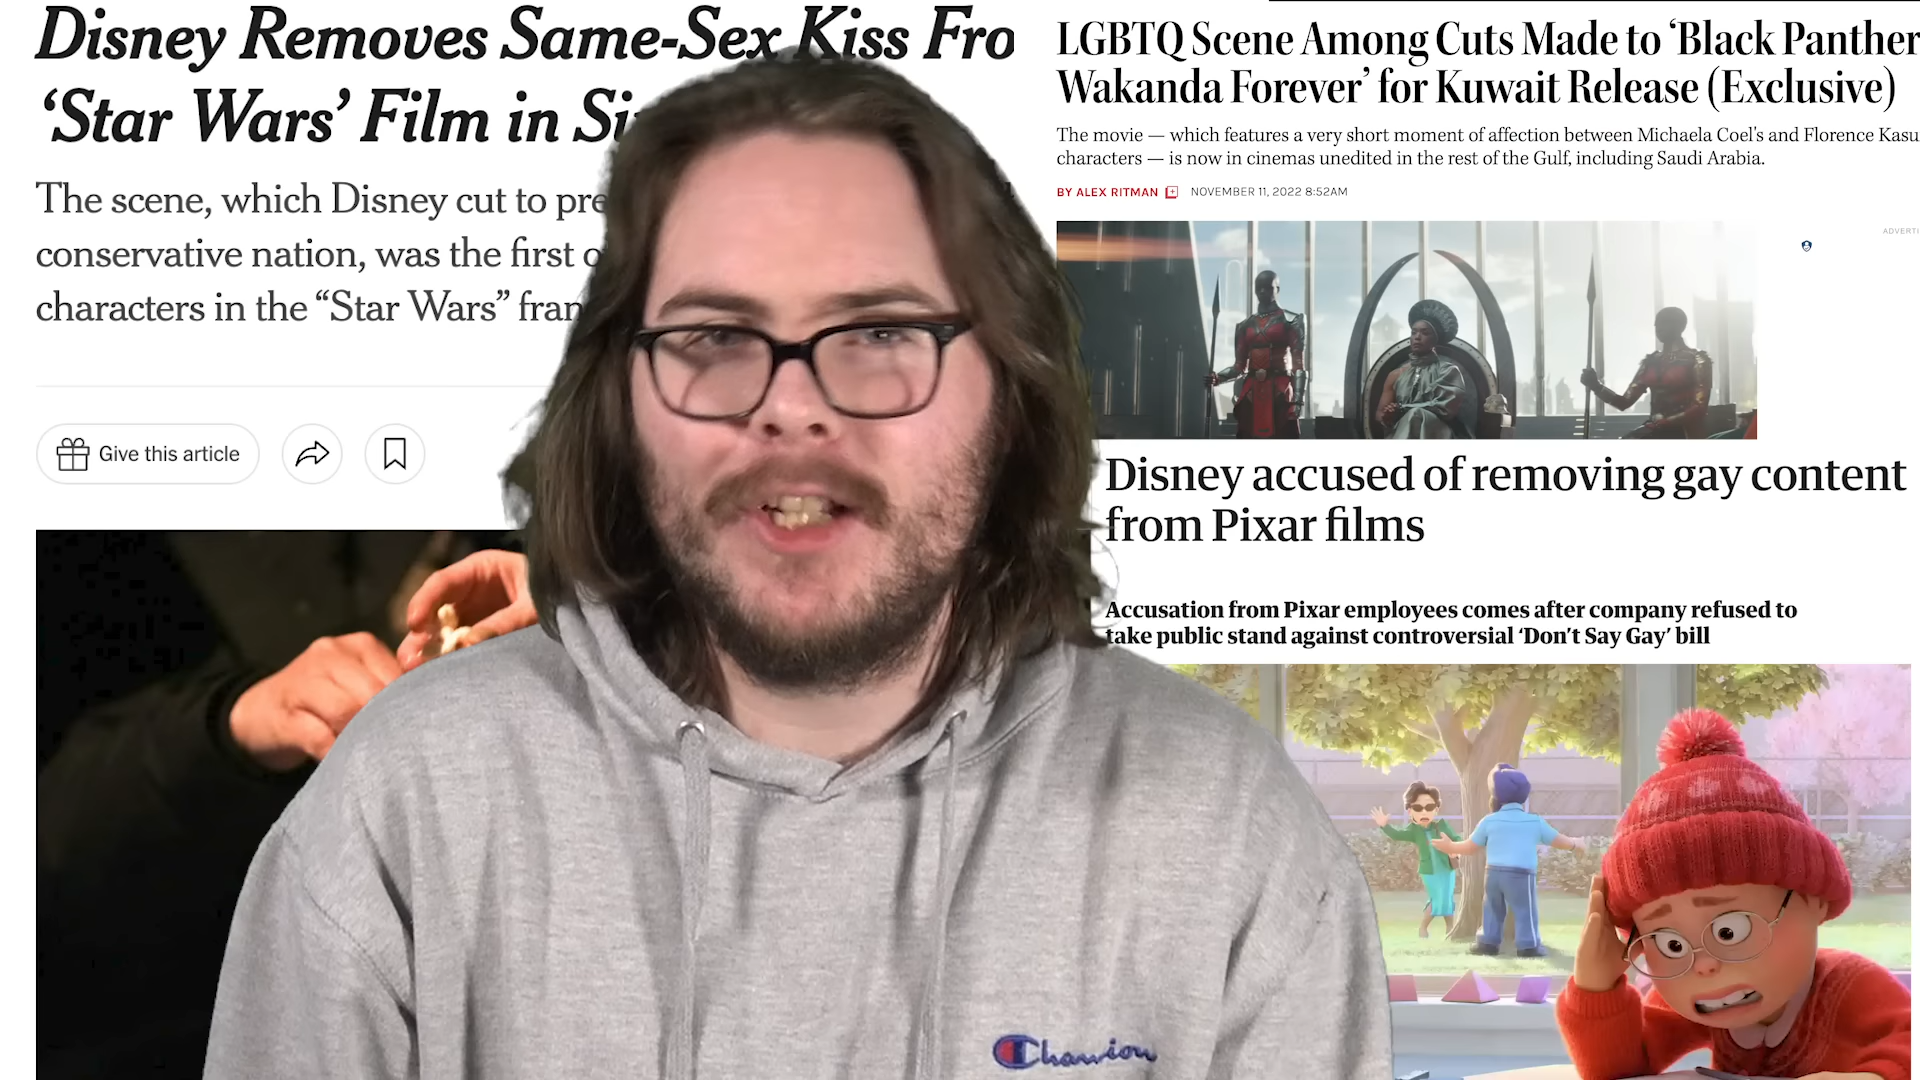 Disney Removes Same-Sex Kiss Fro
‘Star Wars’ Film in Si
The scene, which Disney cut to pre
conservative nation, was the first o
characters in the “Star Wars” fran
Give this article
LGBTQ Scene Among Cuts Made to ‘Black Panther
Wakanda Forever’ for Kuwait Release (Exclusive)
The movie — which features a very short moment of affection between Michaela Coel's and Florence Kasu
characters — is now in cinemas unedited in the rest of the Gulf, including Saudi Arabia.
BY ALEX RITMAN NOVEMBER 11, 2022 8:52AM
ADVERTI
Disney accused of removing gay content
from Pixar films
Accusation from Pixar employees comes after company refused to
take public stand against controversial ‘Don’t Say Gay’ bill
Champion